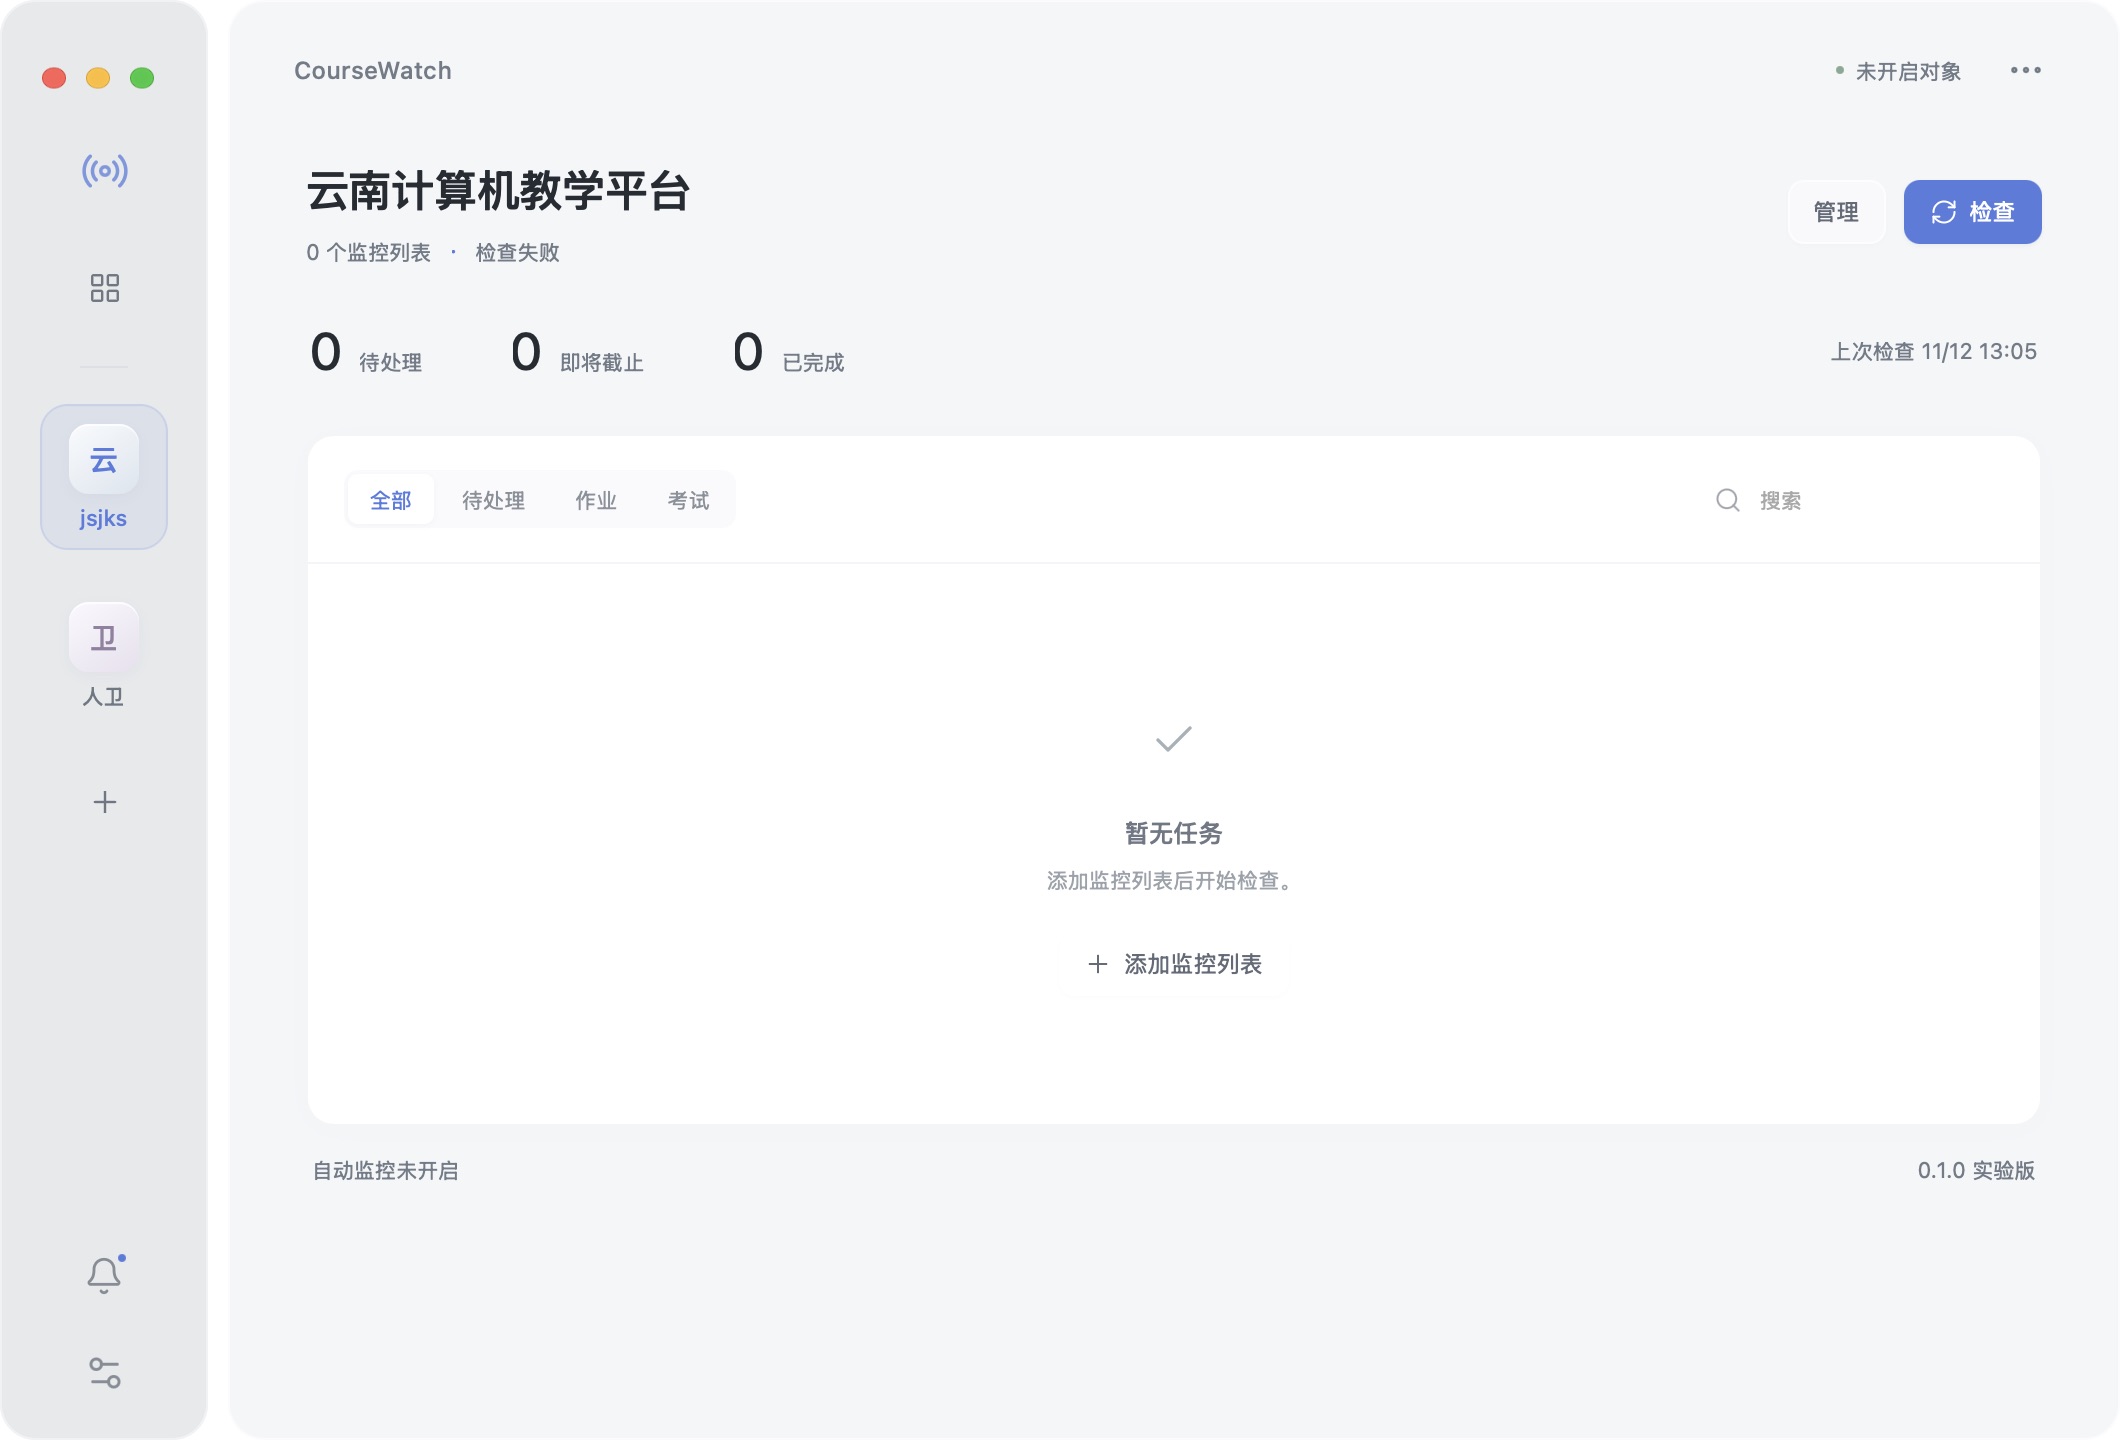 CourseWatch
未开启对象
云南计算机教学平台
0 个监控列表 · 检查失败
管理
检查
0 待处理
0 即将截止
0 已完成
上次检查 11/12 13:05
云
jsjks
卫
人卫
全部
待处理
作业
考试
搜索
暂无任务
添加监控列表后开始检查。
添加监控列表
自动监控未开启
0.1.0 实验版